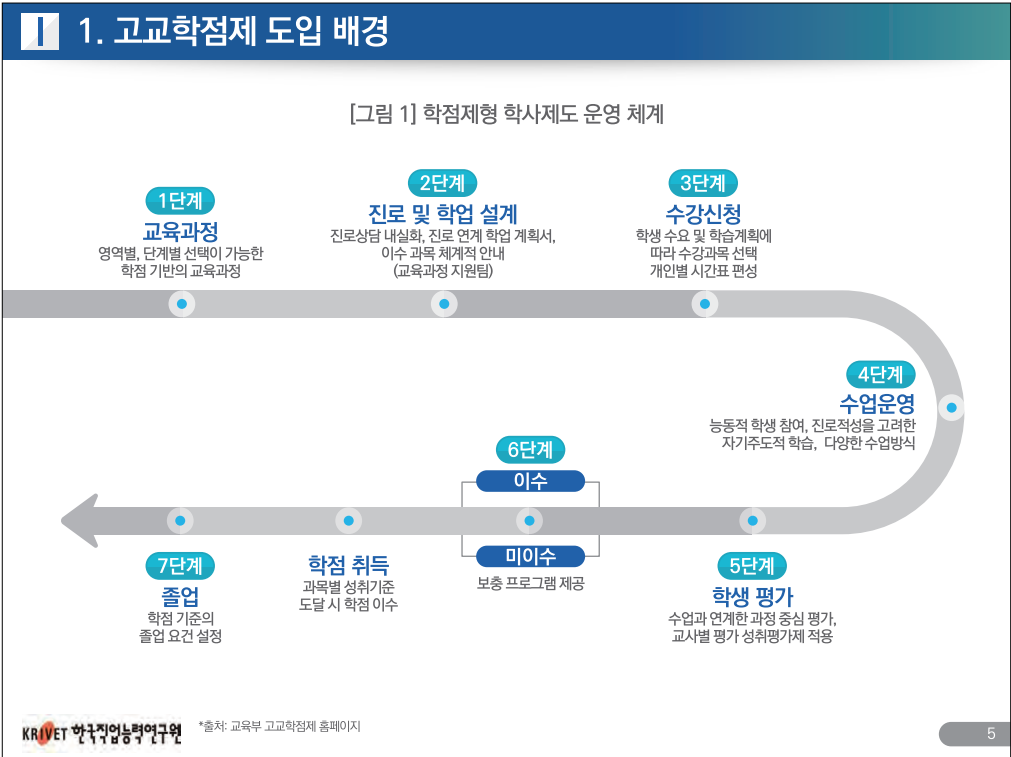 I 1. 고교학점제 도입 배경
[그림 1] 학점제형 학사제도 운영 체계
1단계
교육과정
영역별, 단계별 선택이 가능한
학점 기반의 교육과정
2단계
진로 및 학업 설계
진로상담 내실화, 진로 연계 학업 계획서,
이수 과목 체계적 안내
(교육과정 지원팀)
3단계
수강신청
학생 수요 및 학습계획에
따라 수강과목 선택
개인별 시간표 편성
4단계
수업운영
능동적 학생 참여, 진로적성을 고려한
자기주도적 학습, 다양한 수업방식
5단계
학생 평가
수업과 연계한 과정 중심 평가,
교사별 평가 성취평가제 적용
6단계
이수
미이수
보충 프로그램 제공
학점 취득
과목별 성취기준
도달 시 학점 이수
7단계
졸업
학점 기준의
졸업 요건 설정
KRIVET 한국직업능력연구원
*출처: 교육부 고교학점제 홈페이지
5